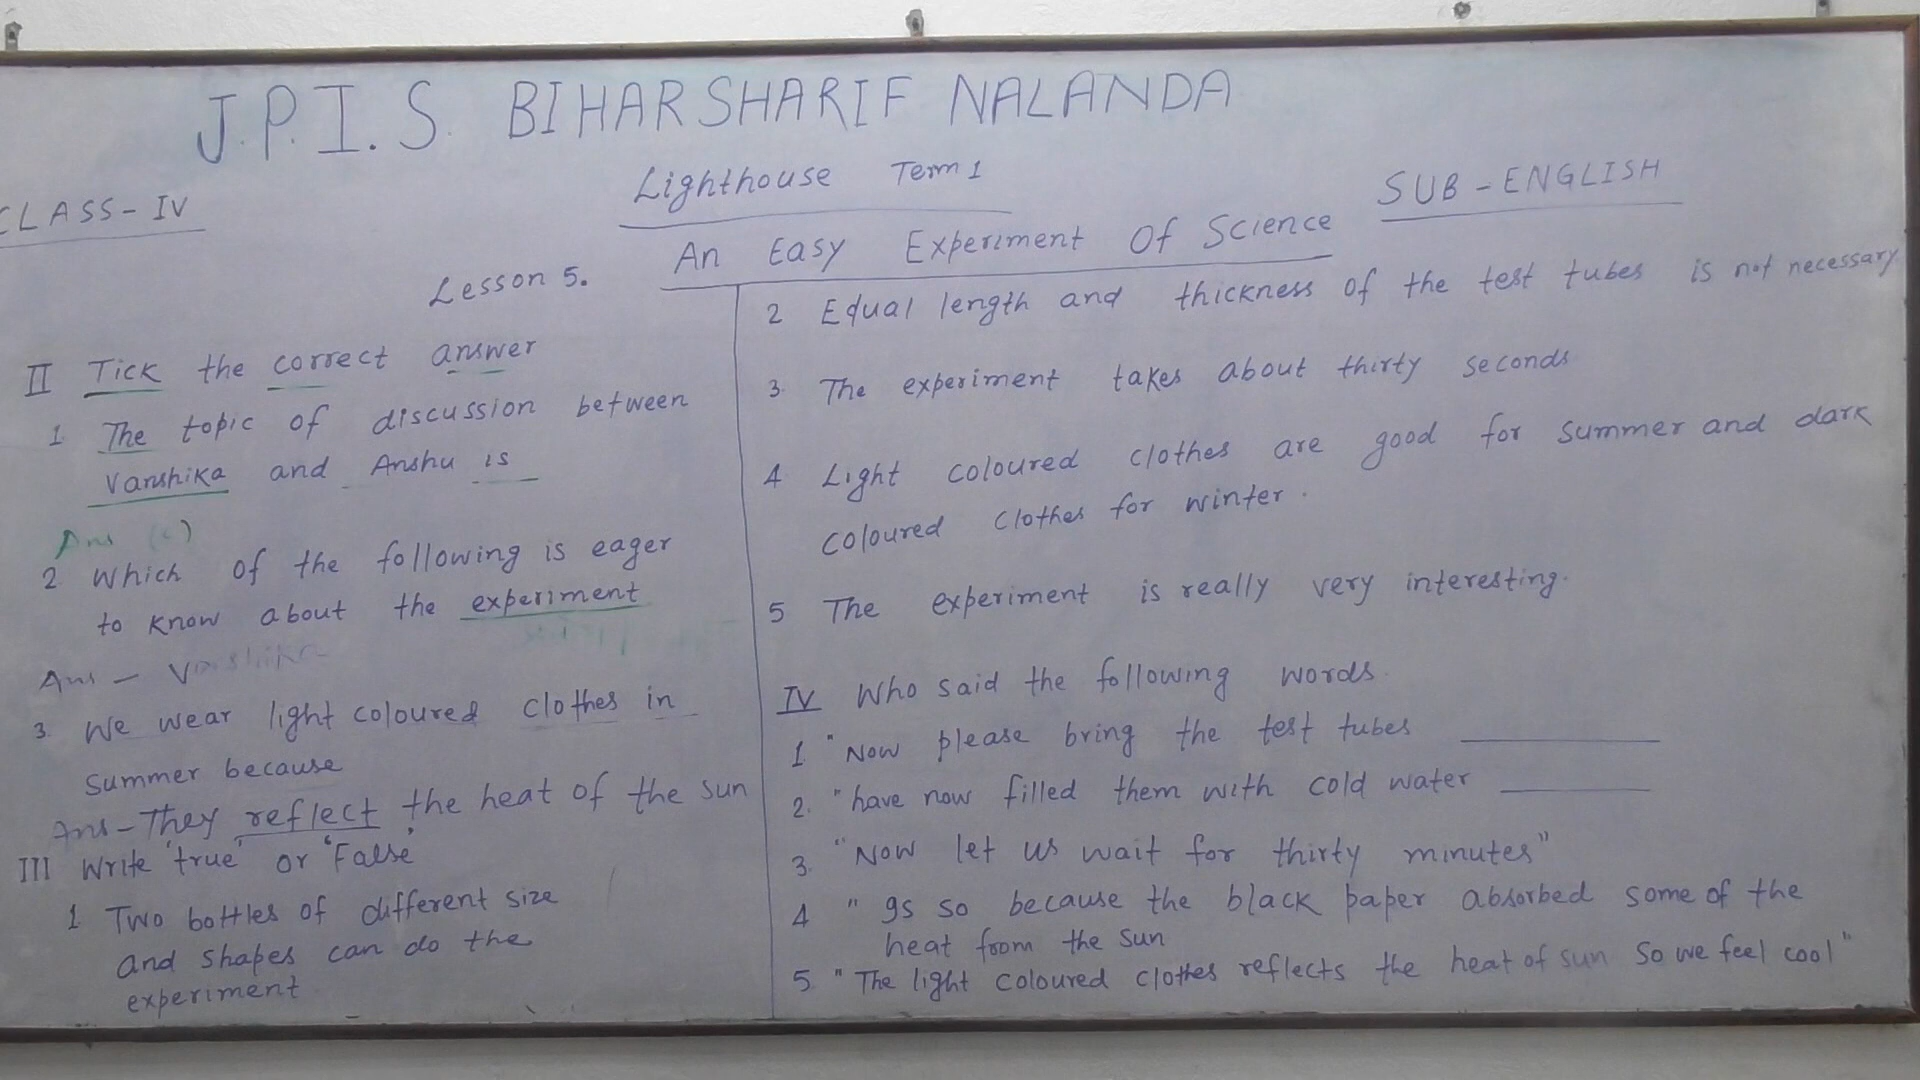 J.P.I.S. BIHARSHARIF NALANDA
Lighthouse Term 1
CLASS-IV
SUB-ENGLISH
An Easy Experiment Of Science
Lesson 5.
II Tick the correct answer
1. The topic of discussion between
Vanshika and Anshu is
Ans (c)
2 Which of the following is eager
to know about the experiment
Ans - Vanshika
3. We wear light coloured clothes in
summer because
Ans-They reflect the heat of the sun
III Write 'true' or 'False'
1 Two bottles of different size
and shapes can do the
experiment
2 Equal length and thickness of the test tubes is not necessary
3. The experiment takes about thirty seconds
4 Light coloured clothes are good for summer and dark
coloured clothes for winter.
5 The experiment is really very interesting.
IV Who said the following words.
1. "Now please bring the test tubes
2. "have now filled them with cold water
3. "Now let us wait for thirty minutes"
4 "gs so because the black paper absorbed some of the
heat from the sun
5 "The light coloured clothes reflects the heat of sun so we feel cool"